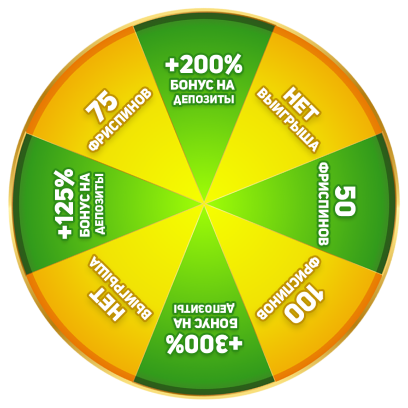 +200%
БОНУС НА
ДЕПОЗИТЫ
НЕТ
ВЫИГРЫША
50
ФРИСПИНОВ
100
ФРИСПИНОВ
+300%
БОНУС НА
ДЕПОЗИТЫ
НЕТ
ВЫИГРЫША
+125%
БОНУС НА
ДЕПОЗИТЫ
75
ФРИСПИНОВ